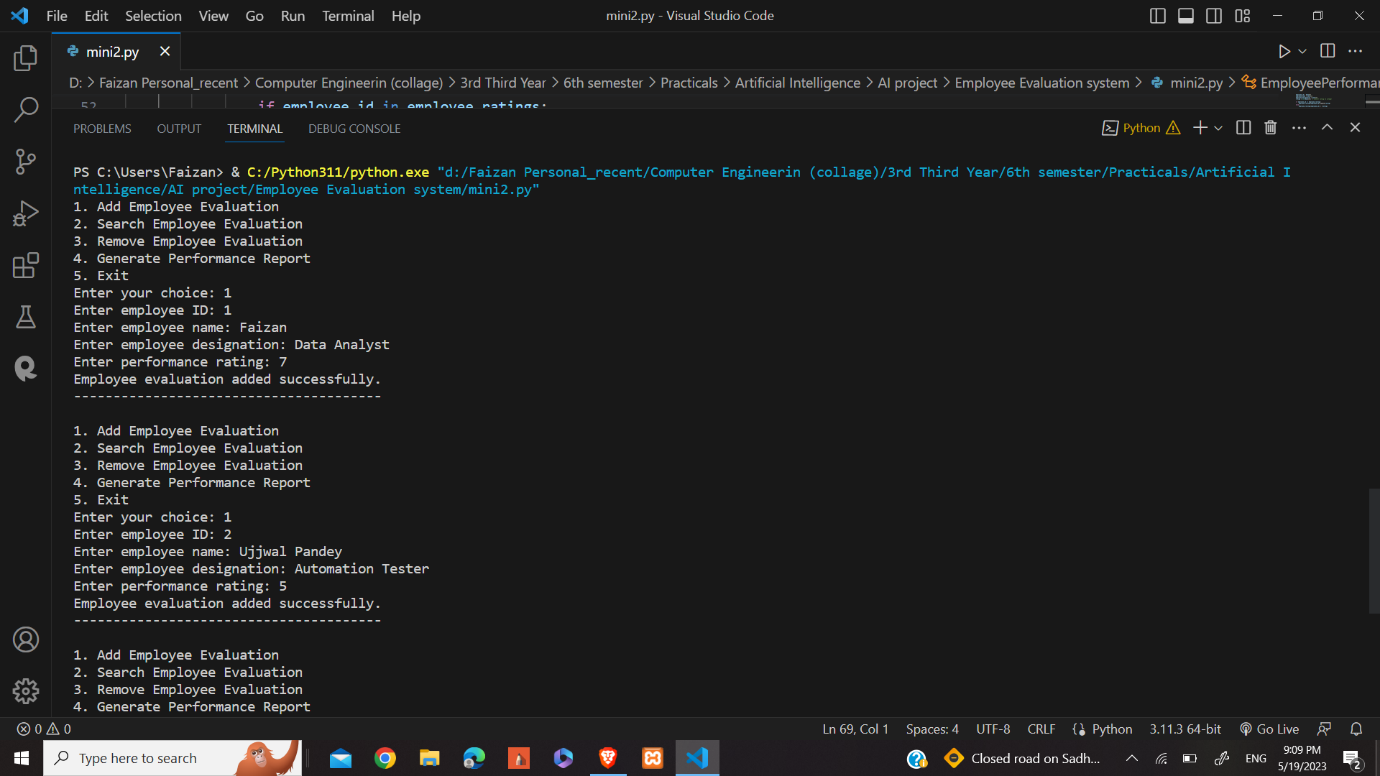 File Edit Selection View Go Run Terminal Help mini2.py - Visual Studio Code
mini2.py
D: > Faizan Personal_recent > Computer Engineerin (collage) > 3rd Third Year > 6th semester > Practicals > Artificial Intelligence > AI project > Employee Evaluation system > mini2.py > EmployeePerforma
52 if employee_id in employee_ratings:
PROBLEMS OUTPUT TERMINAL DEBUG CONSOLE Python
PS C:\Users\Faizan> & C:/Python311/python.exe "d:/Faizan Personal_recent/Computer Engineerin (collage)/3rd Third Year/6th semester/Practicals/Artificial I
ntelligence/AI project/Employee Evaluation system/mini2.py"
1. Add Employee Evaluation
2. Search Employee Evaluation
3. Remove Employee Evaluation
4. Generate Performance Report
5. Exit
Enter your choice: 1
Enter employee ID: 1
Enter employee name: Faizan
Enter employee designation: Data Analyst
Enter performance rating: 7
Employee evaluation added successfully.
---------------------------------------
1. Add Employee Evaluation
2. Search Employee Evaluation
3. Remove Employee Evaluation
4. Generate Performance Report
5. Exit
Enter your choice: 1
Enter employee ID: 2
Enter employee name: Ujjwal Pandey
Enter employee designation: Automation Tester
Enter performance rating: 5
Employee evaluation added successfully.
---------------------------------------
1. Add Employee Evaluation
2. Search Employee Evaluation
3. Remove Employee Evaluation
4. Generate Performance Report
0 0 Ln 69, Col 1 Spaces: 4 UTF-8 CRLF Python 3.11.3 64-bit Go Live
Type here to search Closed road on Sadh... ENG 9:09 PM
5/19/2023 2